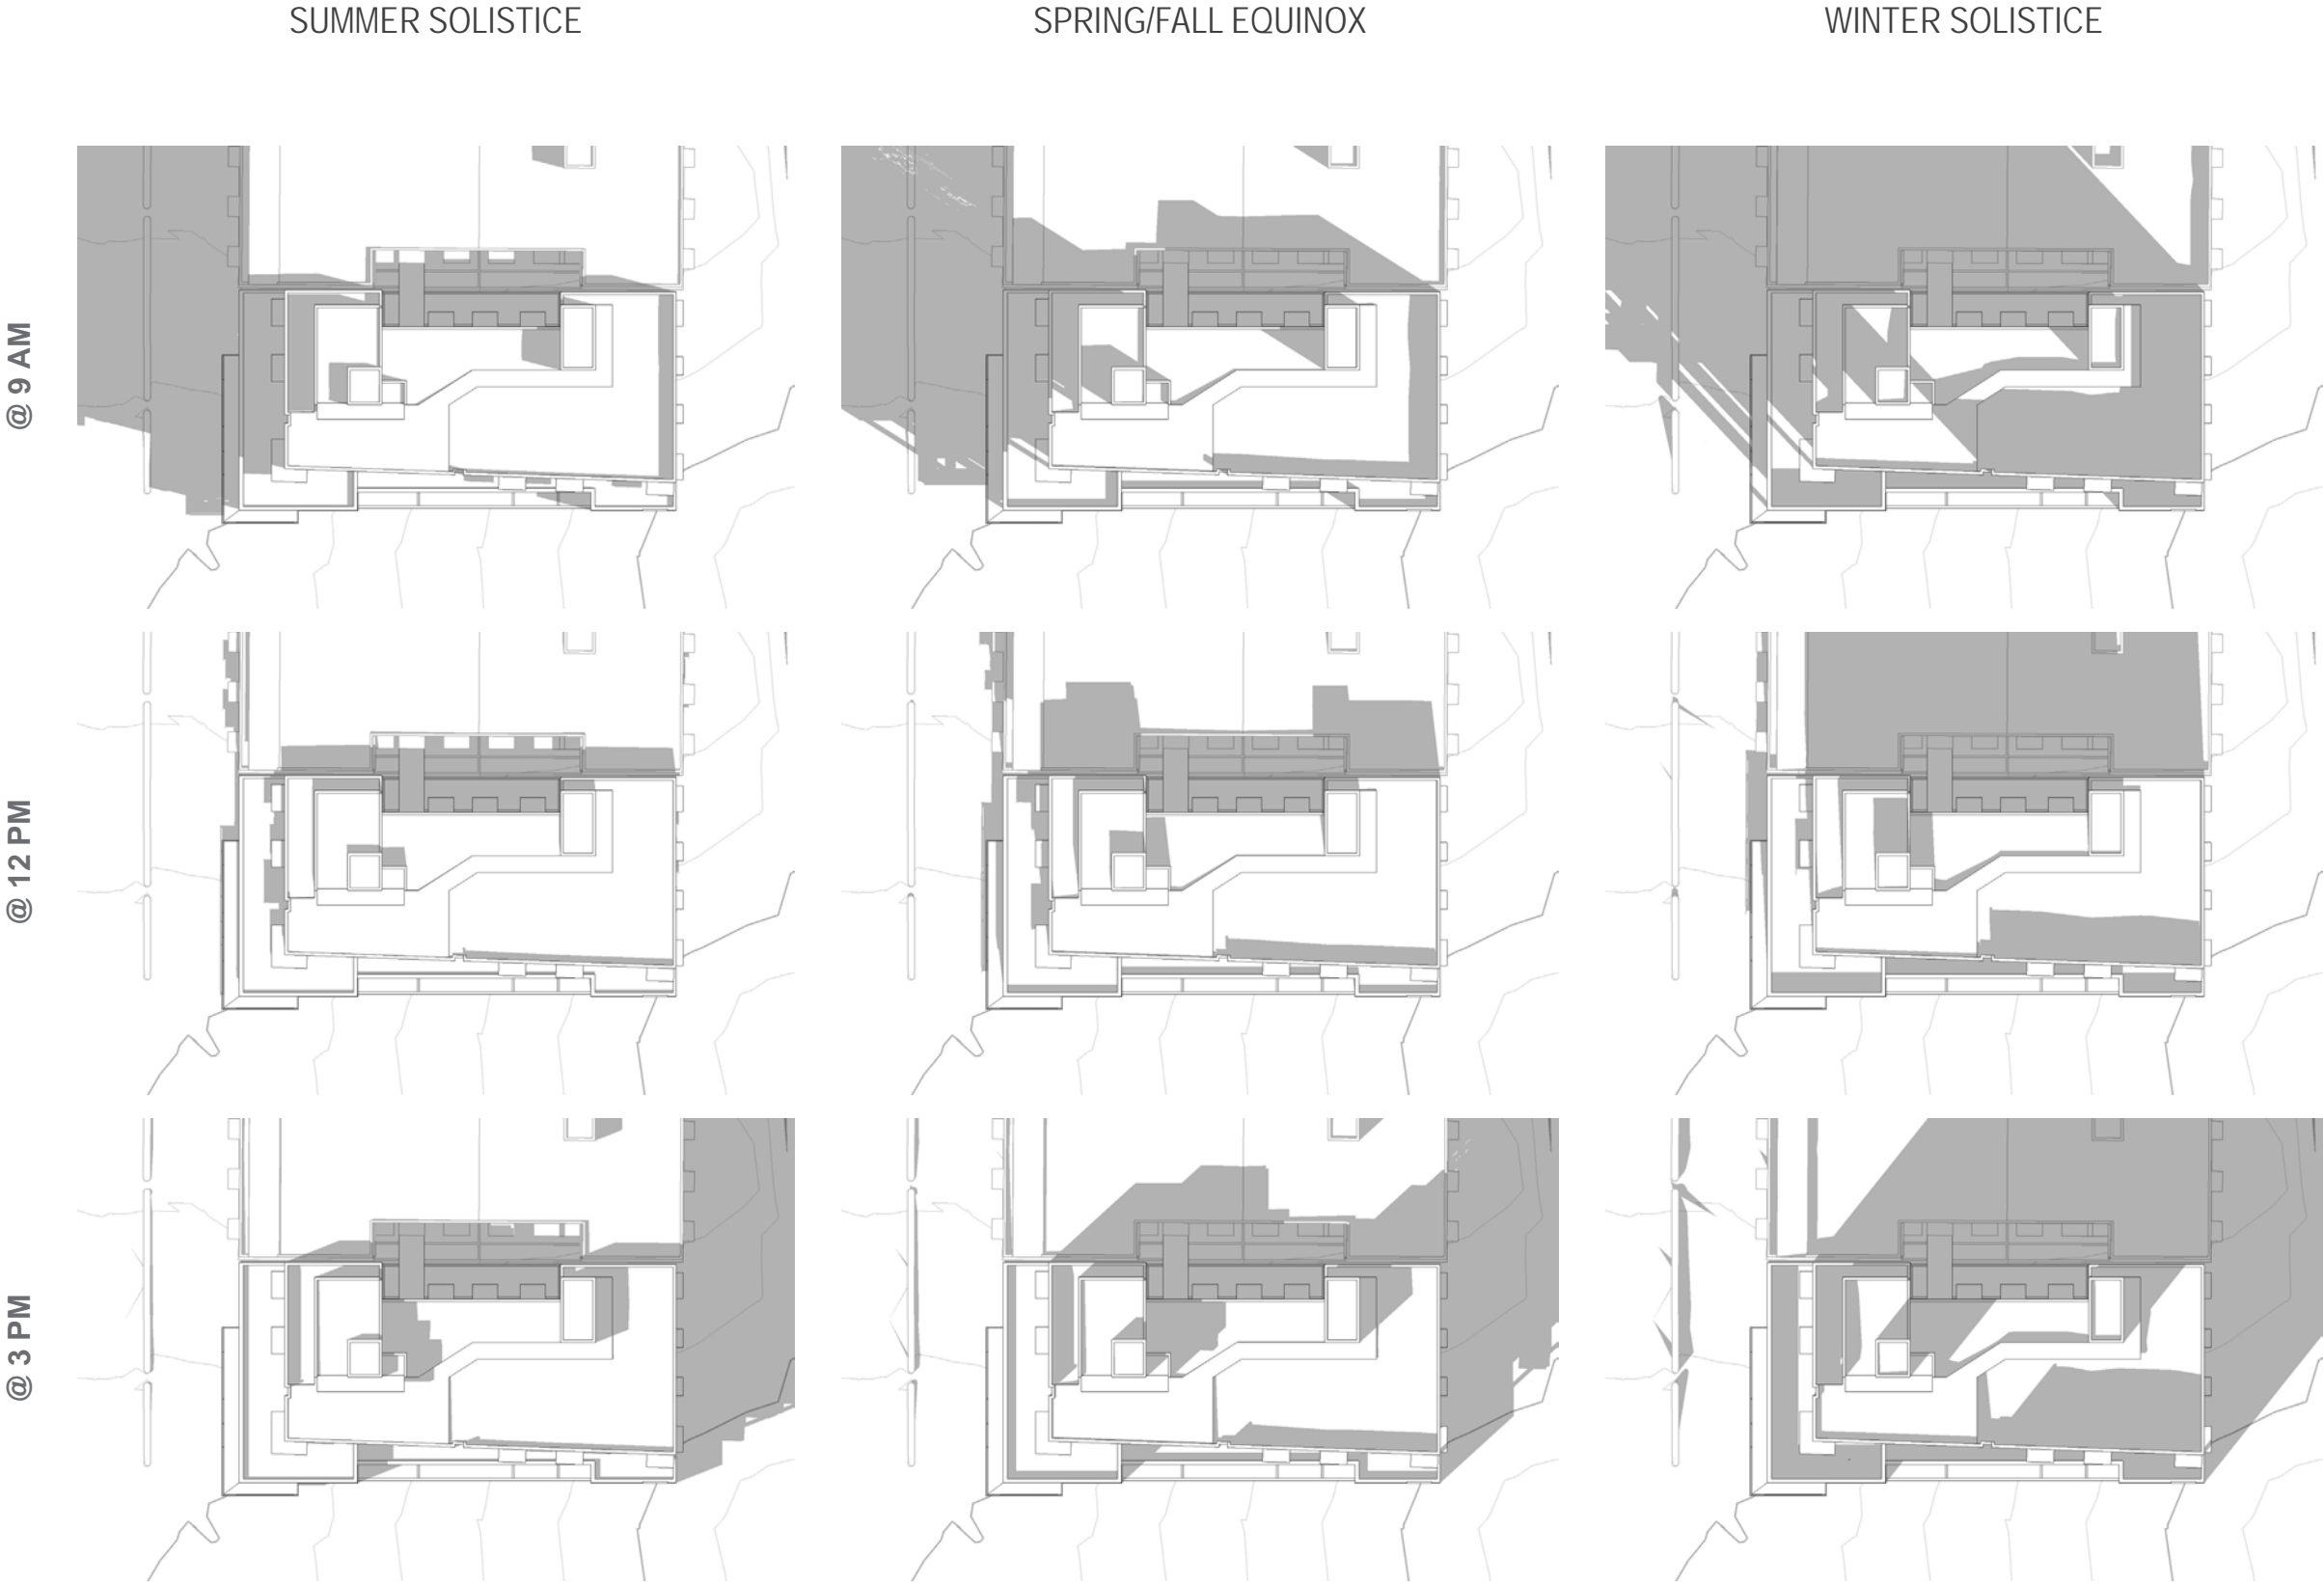 SUMMER SOLISTICE
SPRING/FALL EQUINOX
WINTER SOLISTICE
@ 9 AM
@ 12 PM
@ 3 PM